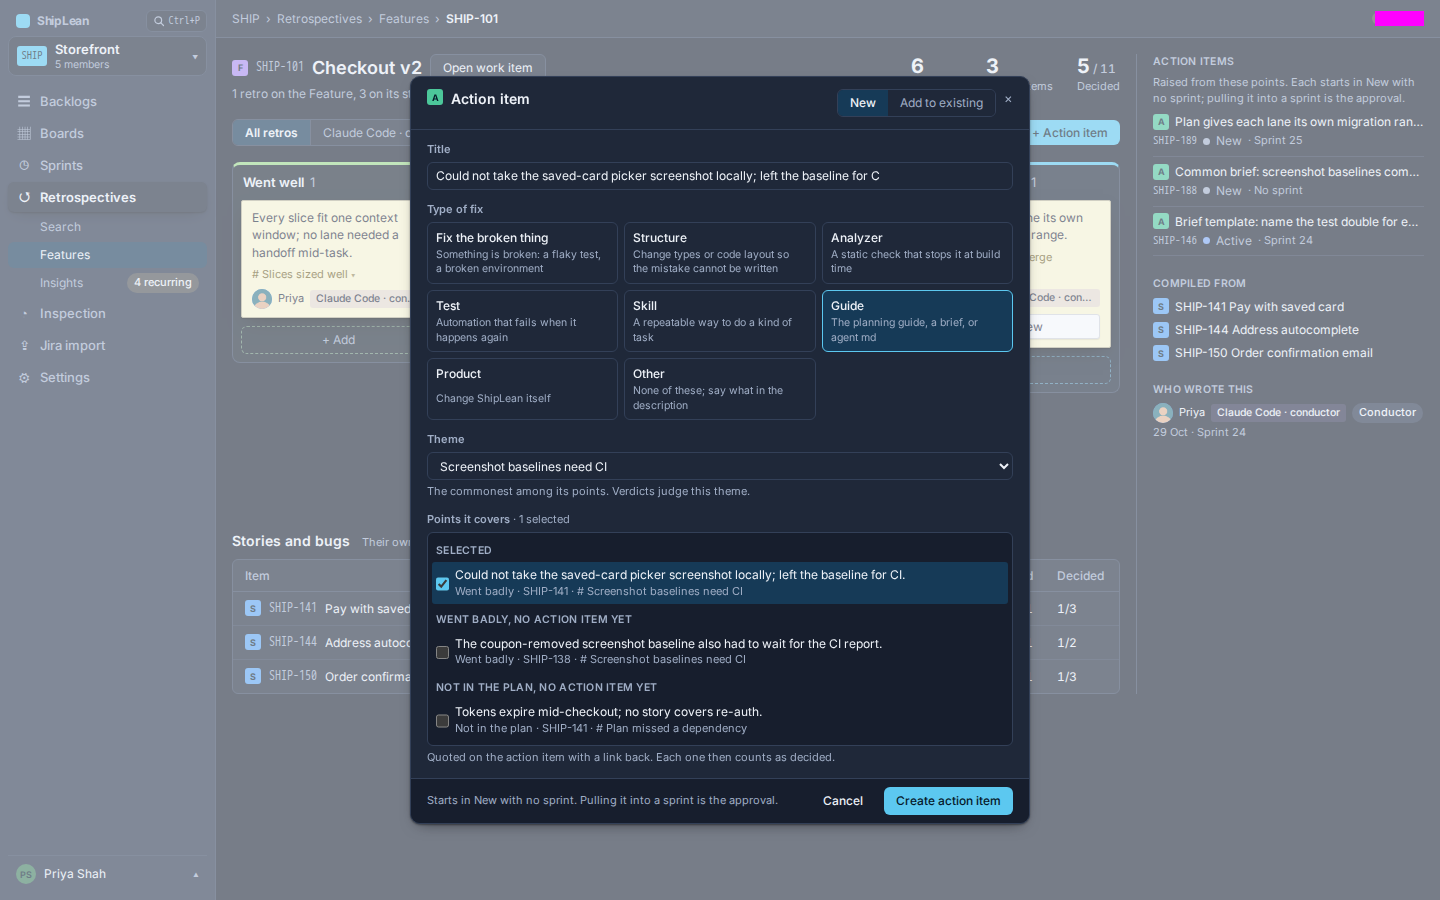 ShipLean
Ctrl+P
SHIP
Storefront
5 members
Backlogs
Boards
Sprints
Retrospectives
Search
Features
Insights
4 recurring
Inspection
Jira import
Settings
PS
Priya Shah
SHIP › Retrospectives › Features › SHIP-101
F SHIP-101 Checkout v2
Open work item
1 retro on the Feature, 3 on its st
6
3
ems
5 / 11
Decided
All retros
Claude Code · c
+ Action item
Went well 1
Every slice fit one context
window; no lane needed a
handoff mid-task.
# Slices sized well
Priya
Claude Code · con...
+ Add
1
ne its own
range.
erge
Code · con...
ew
Stories and bugs
Their own
Item
d
Decided
S SHIP-141 Pay with saved
1/3
S SHIP-144 Address autoco
1/2
S SHIP-150 Order confirma
1/3
A Action item
New
Add to existing
×
Title
Could not take the saved-card picker screenshot locally; left the baseline for C
Type of fix
Fix the broken thing
Something is broken: a flaky test,
a broken environment
Structure
Change types or code layout so
the mistake cannot be written
Analyzer
A static check that stops it at build
time
Test
Automation that fails when it
happens again
Skill
A repeatable way to do a kind of
task
Guide
The planning guide, a brief, or
agent md
Product
Change ShipLean itself
Other
None of these; say what in the
description
Theme
Screenshot baselines need CI
The commonest among its points. Verdicts judge this theme.
Points it covers · 1 selected
SELECTED
Could not take the saved-card picker screenshot locally; left the baseline for CI.
Went badly · SHIP-141 · # Screenshot baselines need CI
WENT BADLY, NO ACTION ITEM YET
The coupon-removed screenshot baseline also had to wait for the CI report.
Went badly · SHIP-138 · # Screenshot baselines need CI
NOT IN THE PLAN, NO ACTION ITEM YET
Tokens expire mid-checkout; no story covers re-auth.
Not in the plan · SHIP-141 · # Plan missed a dependency
Quoted on the action item with a link back. Each one then counts as decided.
Starts in New with no sprint. Pulling it into a sprint is the approval.
Cancel
Create action item
ACTION ITEMS
Raised from these points. Each starts in New with
no sprint; pulling it into a sprint is the approval.
A Plan gives each lane its own migration ran...
SHIP-189 New · Sprint 25
A Common brief: screenshot baselines com...
SHIP-188 New · No sprint
A Brief template: name the test double for e...
SHIP-146 Active · Sprint 24
COMPILED FROM
S SHIP-141 Pay with saved card
S SHIP-144 Address autocomplete
S SHIP-150 Order confirmation email
WHO WROTE THIS
Priya
Claude Code · conductor
Conductor
29 Oct · Sprint 24